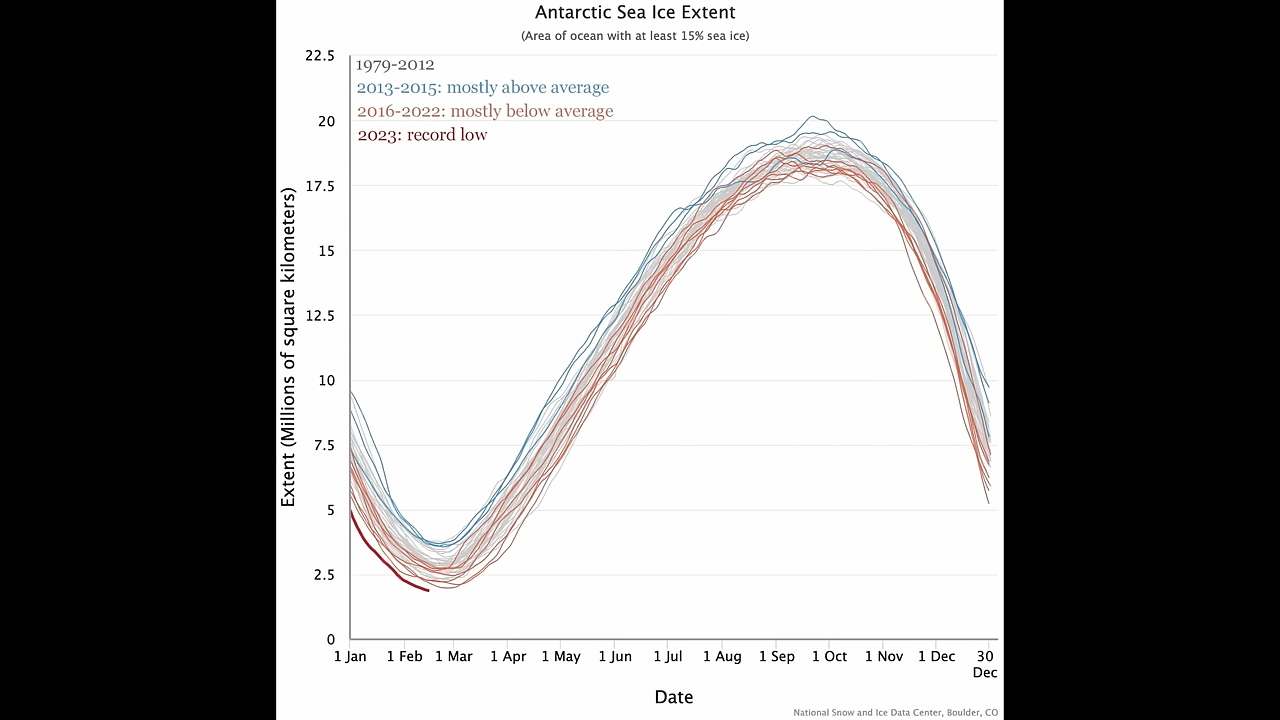 Antarctic Sea Ice Extent
(Area of ocean with at least 15% sea ice)
1979-2012
2013-2015: mostly above average
2016-2022: mostly below average
2023: record low
Extent (Millions of square kilometers)
22.5
20
17.5
15
12.5
10
7.5
5
2.5
0
1 Jan 1 Feb 1 Mar 1 Apr 1 May 1 Jun 1 Jul 1 Aug 1 Sep 1 Oct 1 Nov 1 Dec 30
Dec
Date
National Snow and Ice Data Center, Boulder, CO